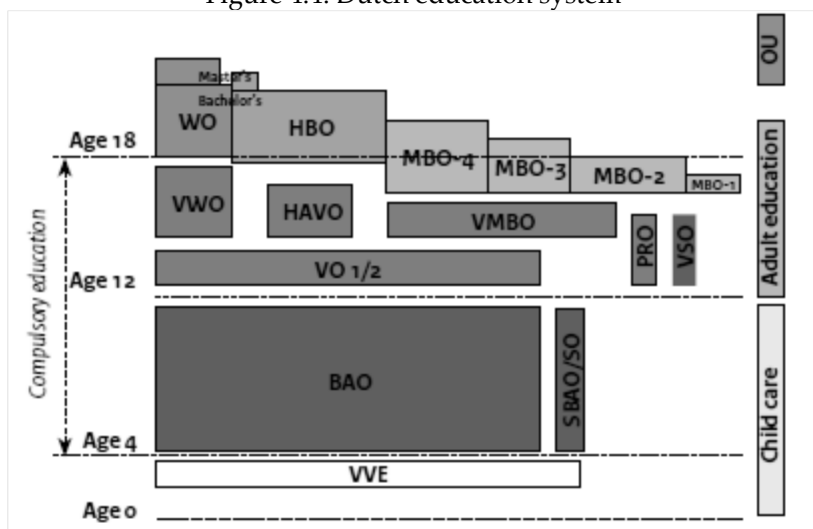 Figure 4.1. Dutch education system
OU
Master's
Bachelor's
WO
HBO
Age 18
MBO-4
MBO-3
MBO-2
MBO-1
VWO
HAVO
VMBO
PRO
VSO
Adult education
Compulsory education
VO 1/2
Age 12
BAO
SBAO/SO
Child care
Age 4
VVE
Age 0